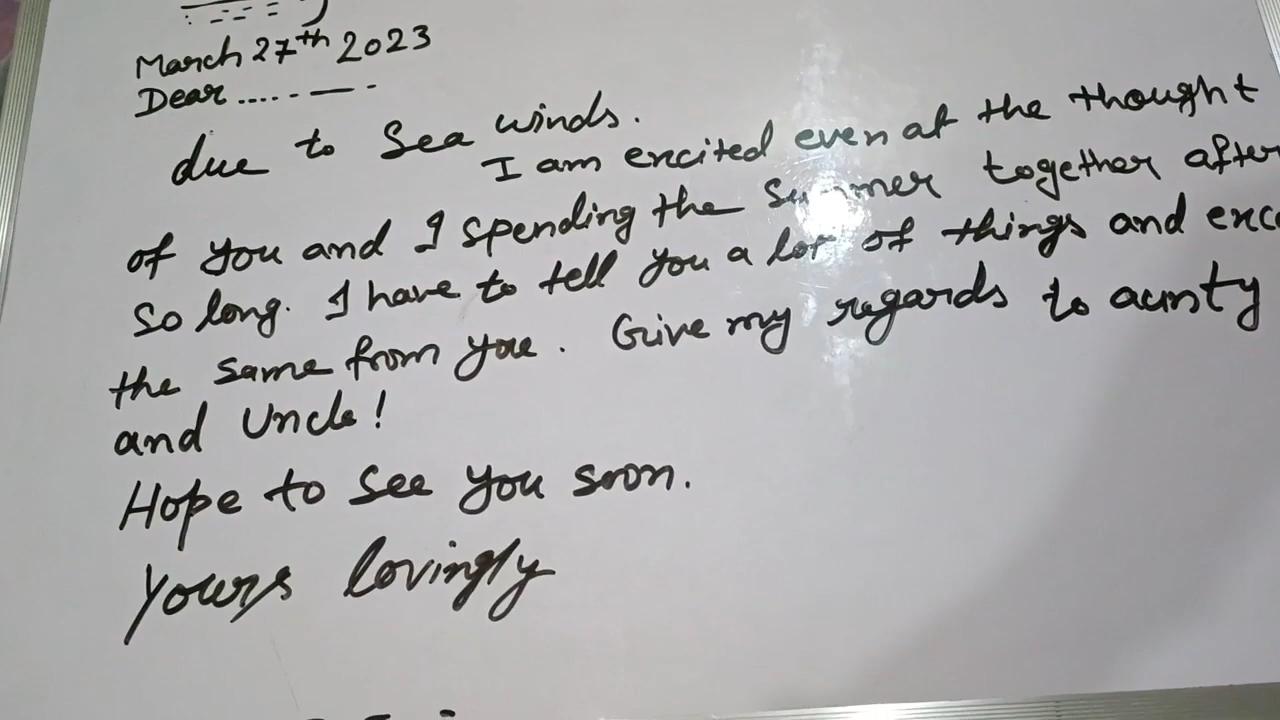 March 27th 2023
Dear ..... - — -
due to Sea winds.
I am excited even at the thought
of you and I spending the Summer together after
So long. I have to tell you a lot of things and exc
the same from you. Give my regards to aunty
and Uncle!
Hope to See you soon.
Yours lovingly